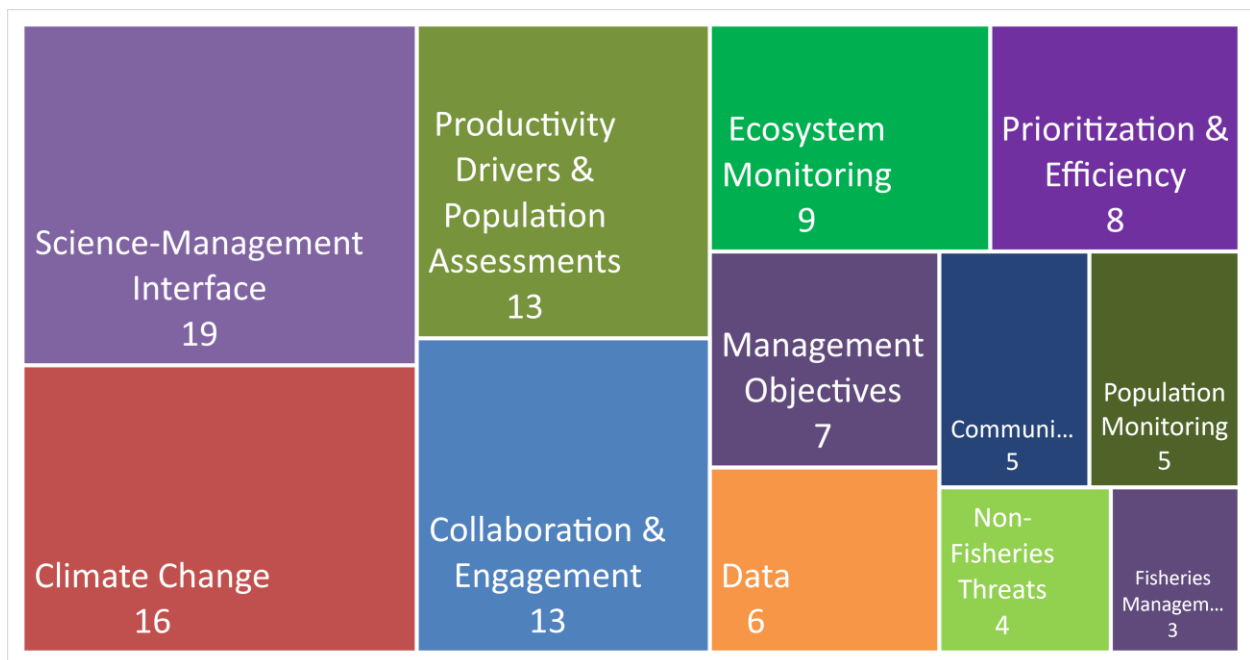 Science-Management
Interface
19
Climate Change
16
Productivity
Drivers &
Population
Assessments
13
Collaboration &
Engagement
13
Ecosystem
Monitoring
9
Prioritization &
Efficiency
8
Management
Objectives
7
Data
6
Communi...
5
Population
Monitoring
5
Non-
Fisheries
Threats
4
Fisheries
Managem...
3